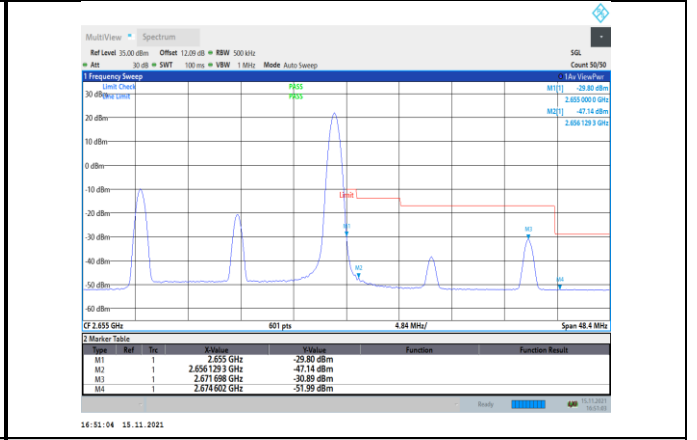 MultiView Spectrum
Ref Level 35.00 dBm Offset 12.09 dB RBW 500 kHz SGL
Att 30 dB SWT 100 ms VBW 1 MHz Mode Auto Sweep Count 50/50
1 Frequency Sweep 1Av ViewPwr
Limit Check PASS M1[1] -29.80 dBm
30 dBm Line Limit PASS 2.655 000 0 GHz
M2[1] -47.14 dBm
20 dBm 2.656 129 3 GHz
10 dBm
0 dBm
-10 dBm
Limit
-20 dBm
M1 M3
-30 dBm
-40 dBm
M2
M4
-50 dBm
-60 dBm
CF 2.655 GHz 601 pts 4.84 MHz/ Span 48.4 MHz
2 Marker Table
Type Ref Trc X-Value Y-Value Function Function Result
M1 1 2.655 GHz -29.80 dBm
M2 1 2.656 129 3 GHz -47.14 dBm
M3 1 2.671 698 GHz -30.89 dBm
M4 1 2.674 602 GHz -51.99 dBm
Ready 15.11.2021
16:51:03
16:51:04 15.11.2021